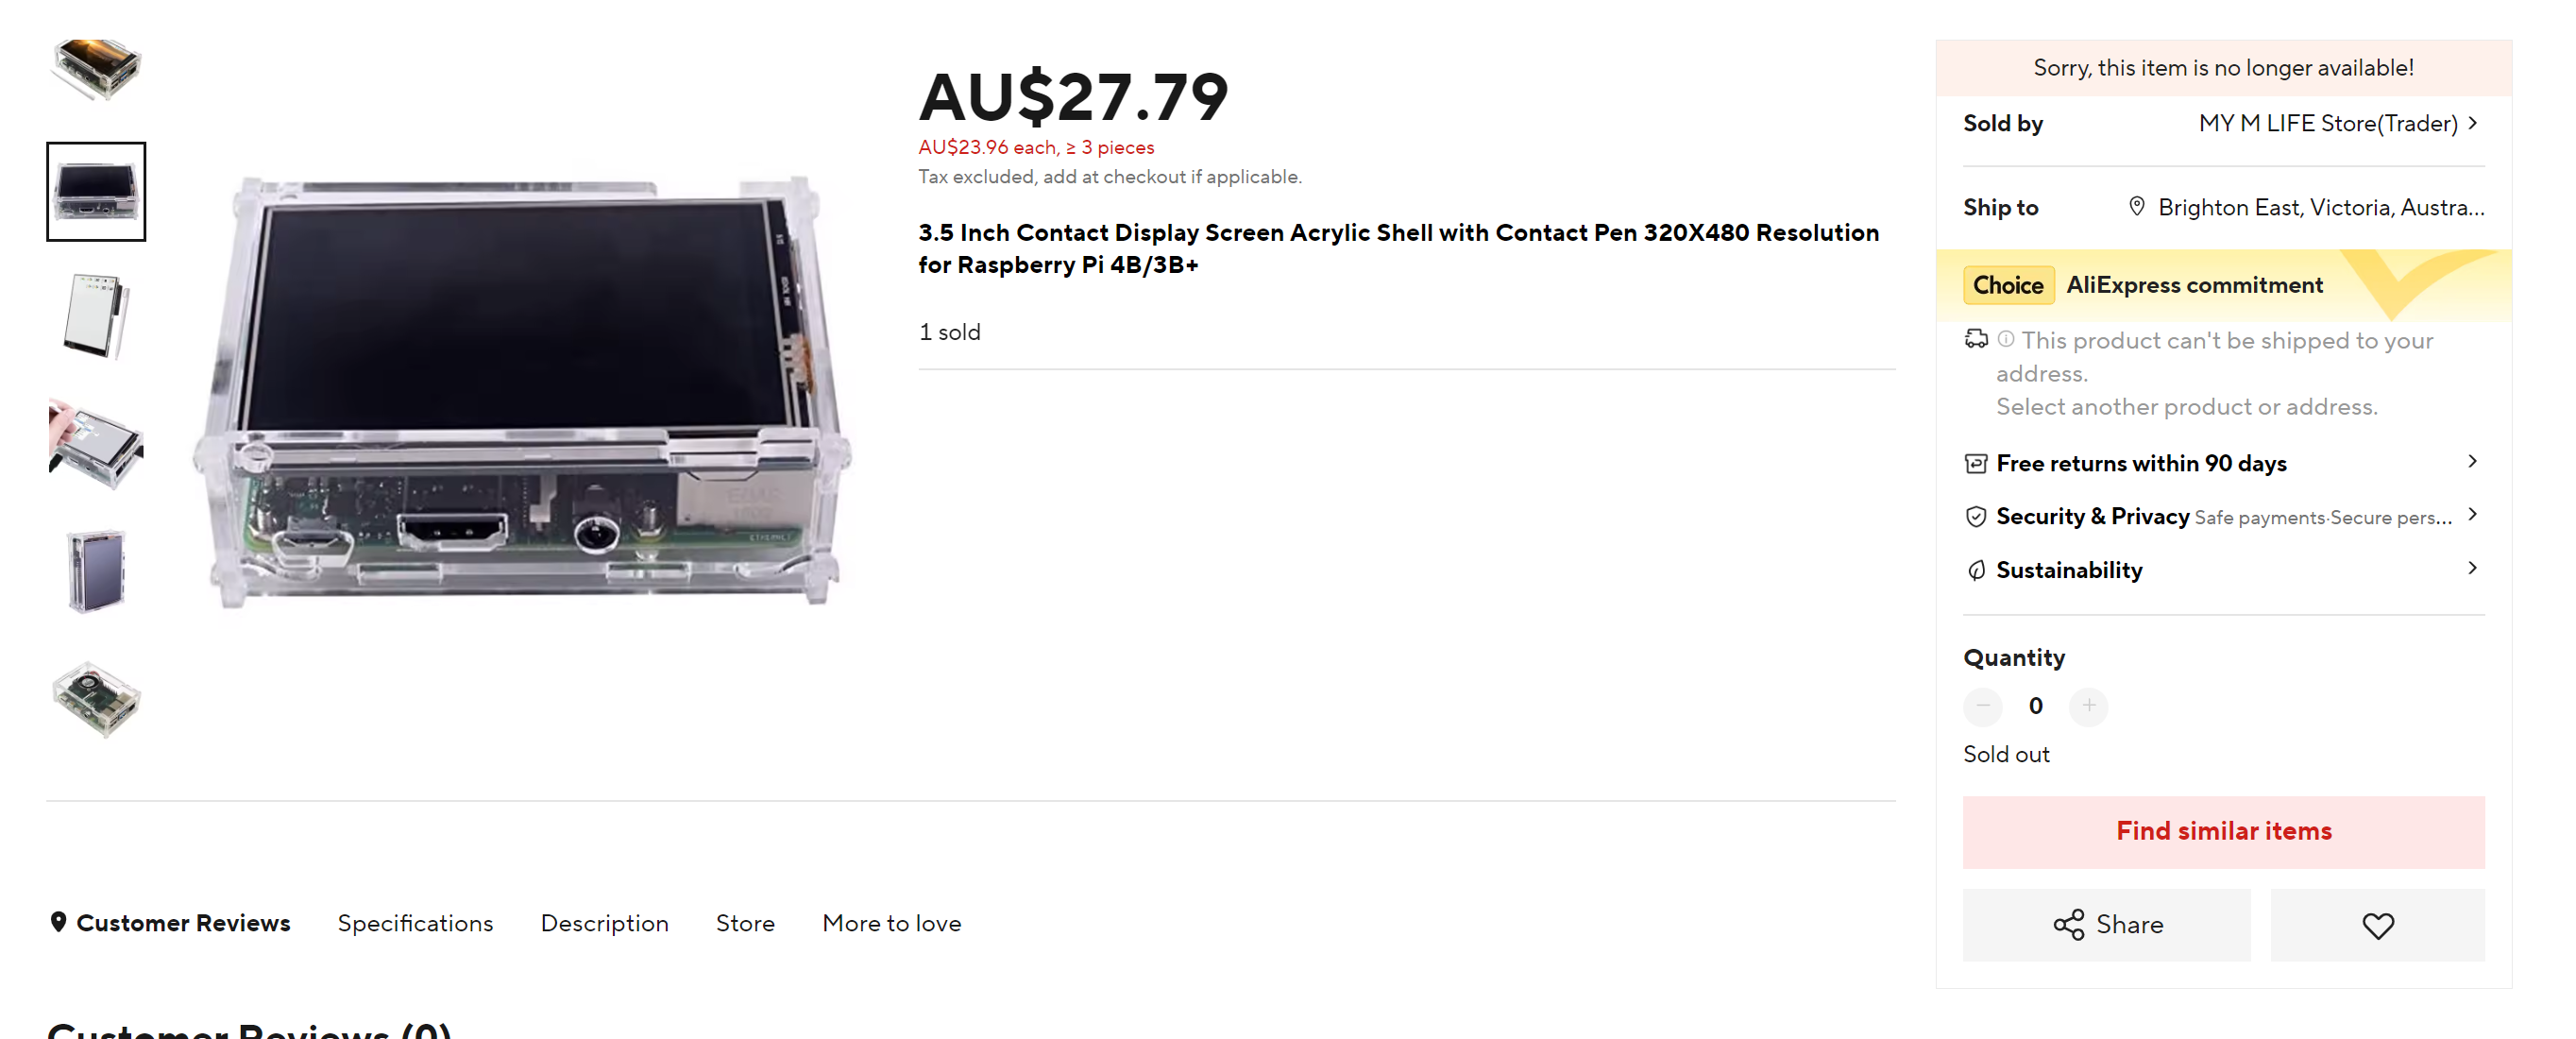 AU$27.79
AU$23.96 each, ≥ 3 pieces
Tax excluded, add at checkout if applicable.
3.5 Inch Contact Display Screen Acrylic Shell with Contact Pen 320X480 Resolution
for Raspberry Pi 4B/3B+
1 sold
ETHERNET
Customer Reviews
Specifications
Description
Store
More to love
Customer Reviews (0)
Sorry, this item is no longer available!
Sold by MY M LIFE Store(Trader)
Ship to Brighton East, Victoria, Austra...
Choice AliExpress commitment
This product can't be shipped to your
address.
Select another product or address.
Free returns within 90 days
Security & Privacy Safe payments·Secure pers...
Sustainability
Quantity
0
Sold out
Find similar items
Share